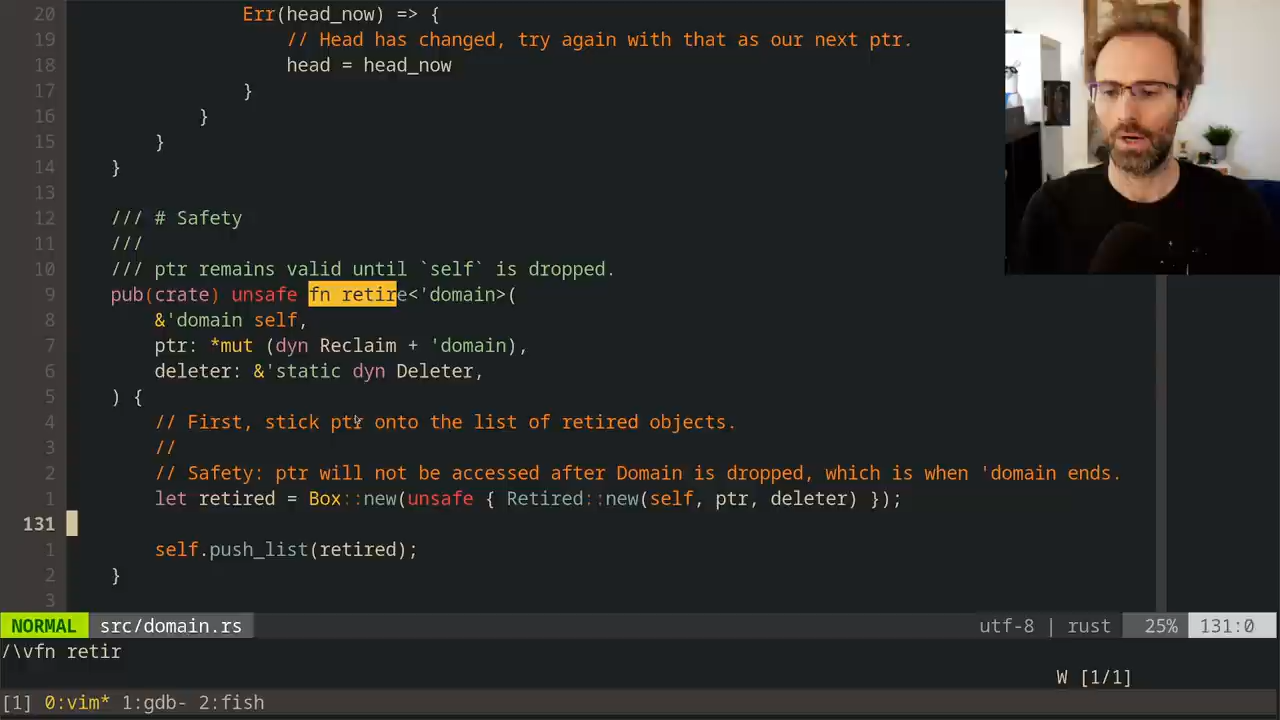 20 Err(head_now) => {
19 // Head has changed, try again with that as our next ptr.
18 head = head_now
17 }
16 }
15 }
14 }
13
12 /// # Safety
11 ///
10 /// ptr remains valid until `self` is dropped.
9 pub(crate) unsafe fn retire<'domain>(
8 &'domain self,
7 ptr: *mut (dyn Reclaim + 'domain),
6 deleter: &'static dyn Deleter,
5 ) {
4 // First, stick ptr onto the list of retired objects.
3 //
2 // Safety: ptr will not be accessed after Domain is dropped, which is when 'domain ends.
1 let retired = Box::new(unsafe { Retired::new(self, ptr, deleter) });
131
1 self.push_list(retired);
2 }
3
NORMAL src/domain.rs utf-8 | rust 25% 131:0
/\vfn retir
W [1/1]
[1] 0:vim* 1:gdb- 2:fish